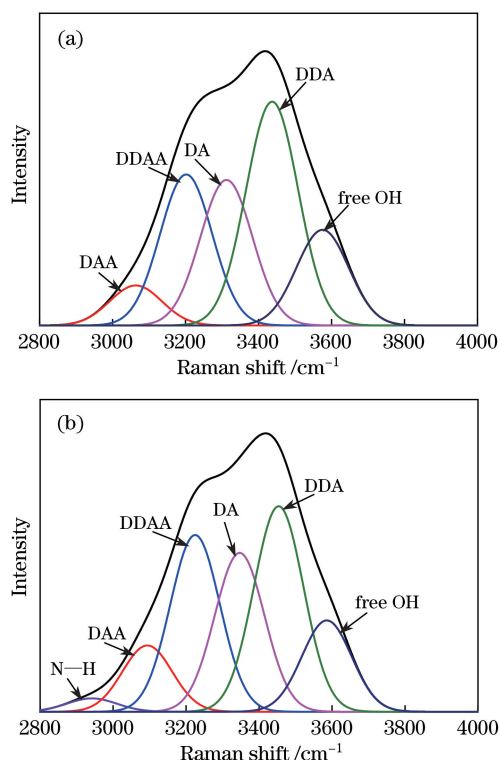 (a)
DDA
DDAA
DA
free OH
DAA
Intensity
2800 3000 3200 3400 3600 3800 4000
Raman shift /cm⁻¹
(b)
DDA
DDAA
DA
free OH
DAA
N—H
Intensity
2800 3000 3200 3400 3600 3800 4000
Raman shift /cm⁻¹